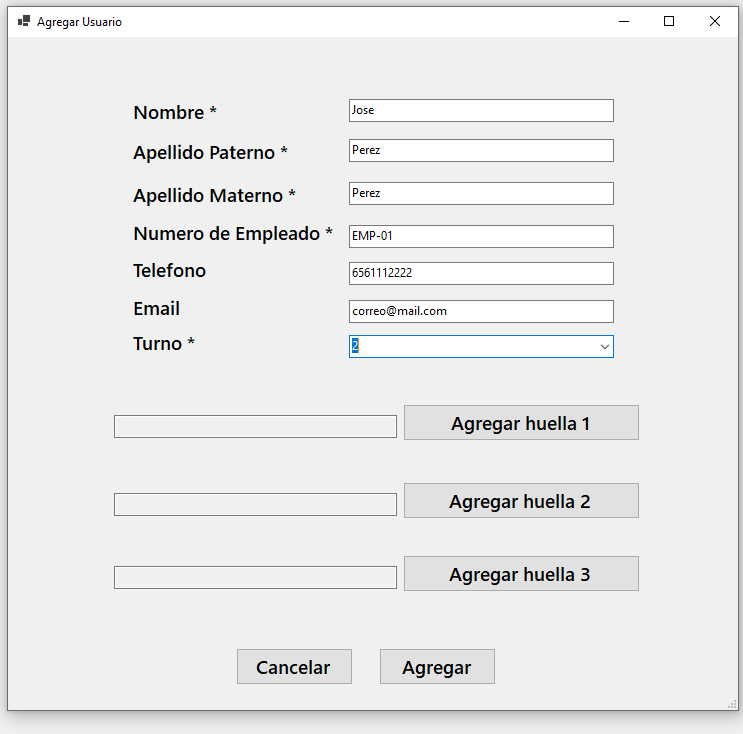 Agregar Usuario
Nombre * Jose
Apellido Paterno * Perez
Apellido Materno * Perez
Numero de Empleado * EMP-01
Telefono 6561112222
Email correo@mail.com
Turno * 2
Agregar huella 1
Agregar huella 2
Agregar huella 3
Cancelar Agregar